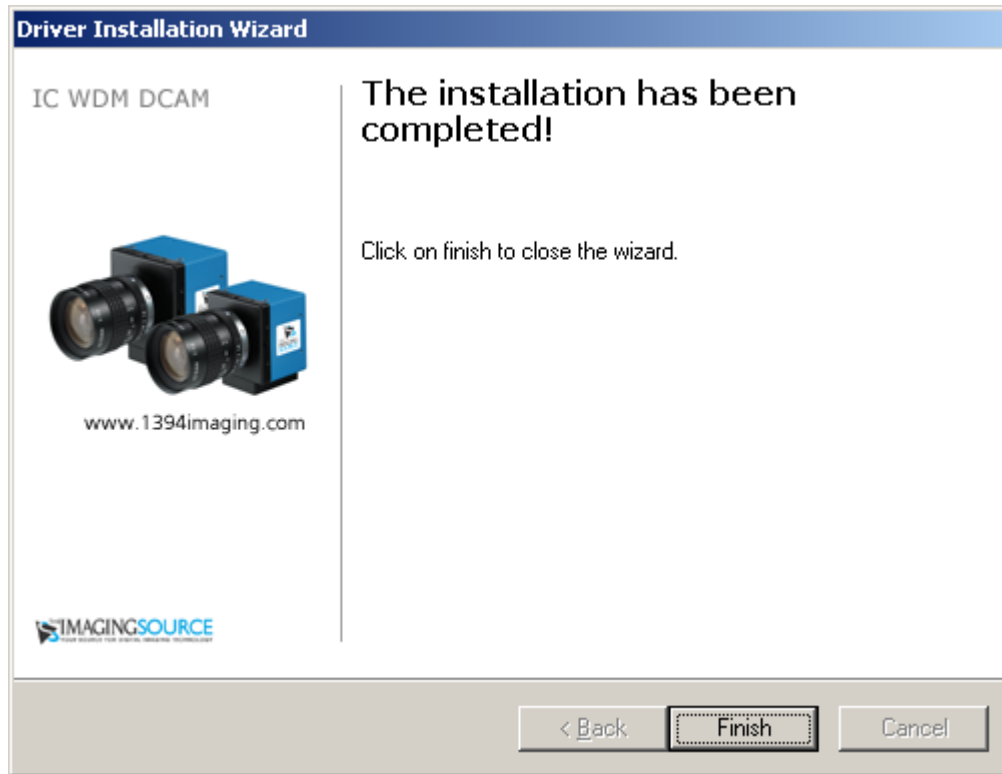 Driver Installation Wizard
IC WDM DCAM
The installation has been
completed!
Click on finish to close the wizard.
www.1394imaging.com
IMAGINGSOURCE
< Back
Finish
Cancel